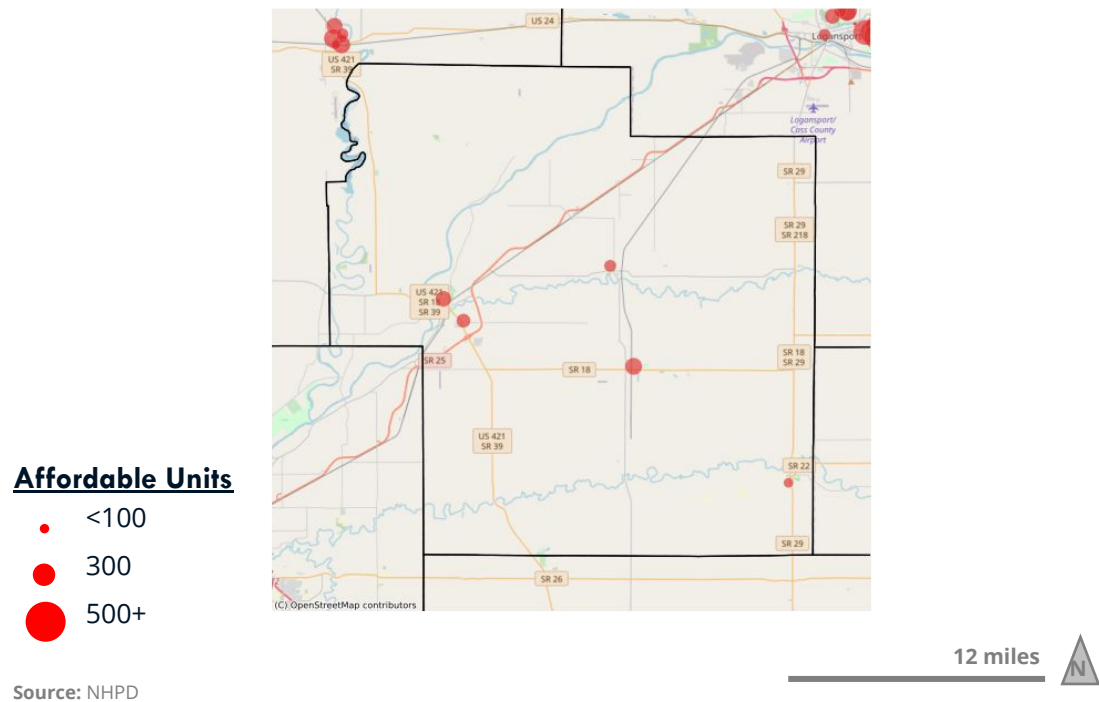 US 24
Logansport
US 421
SR 39
Logansport/
Cass County
Airport
SR 29
SR 29
SR 218
US 421
SR 18
SR 39
SR 25
SR 18
SR 18
SR 29
US 421
SR 39
SR 22
SR 29
SR 26
(C) OpenStreetMap contributors
Affordable Units
<100
300
500+
12 miles
N
Source: NHPD